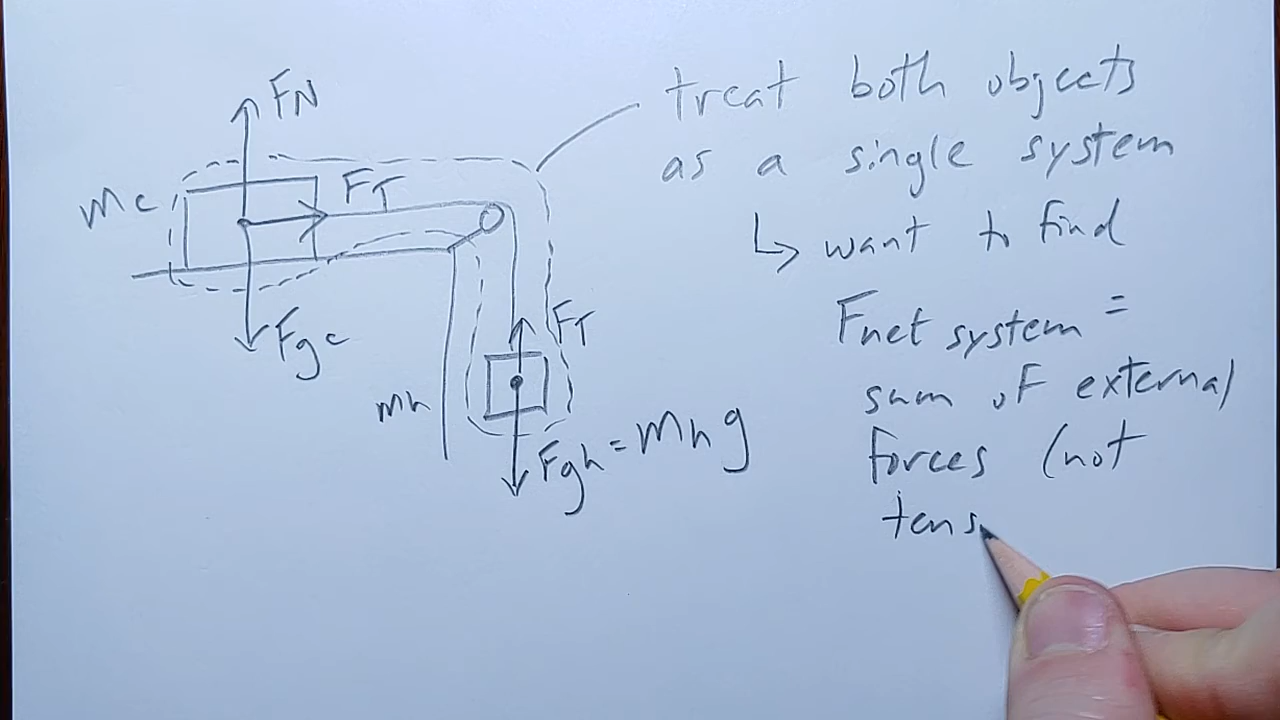 FN
treat both objects
as a single system
mc
FT
↳ want to find
Fnet system =
sum of external
forces (not
tens
Fgc
FT
mh
Fgh = mhg